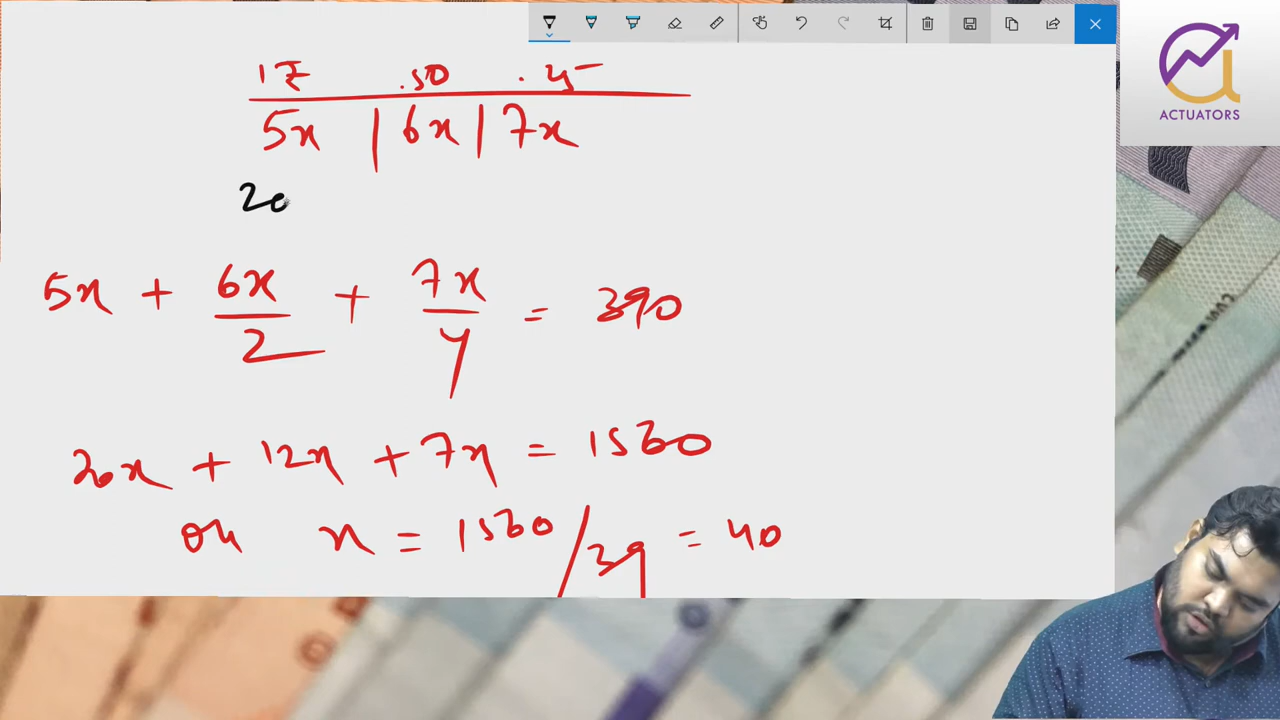 1₹ .50 .25
5x | 6x | 7x
20
5x + 6x/2 + 7x/4 = 390
20x + 12x + 7x = 1560
or x = 1560/39 = 40
ACTUATORS